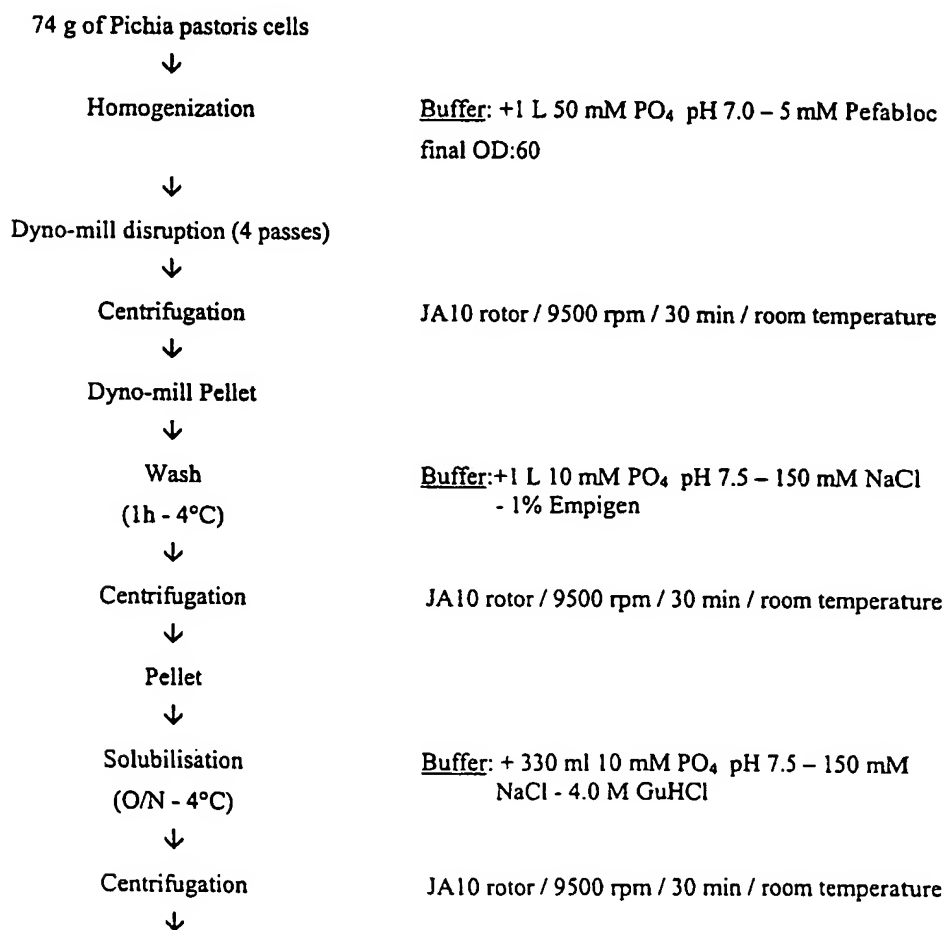 74 g of Pichia pastoris cells
↓
Homogenization Buffer: +1 L 50 mM PO₄ pH 7.0 – 5 mM Pefabloc
final OD:60
↓
Dyno-mill disruption (4 passes)
↓
Centrifugation JA10 rotor / 9500 rpm / 30 min / room temperature
↓
Dyno-mill Pellet
↓
Wash Buffer:+1 L 10 mM PO₄ pH 7.5 – 150 mM NaCl
(1h - 4°C) - 1% Empigen
↓
Centrifugation JA10 rotor / 9500 rpm / 30 min / room temperature
↓
Pellet
↓
Solubilisation Buffer: + 330 ml 10 mM PO₄ pH 7.5 – 150 mM
(O/N - 4°C) NaCl - 4.0 M GuHCl
↓
Centrifugation JA10 rotor / 9500 rpm / 30 min / room temperature
↓